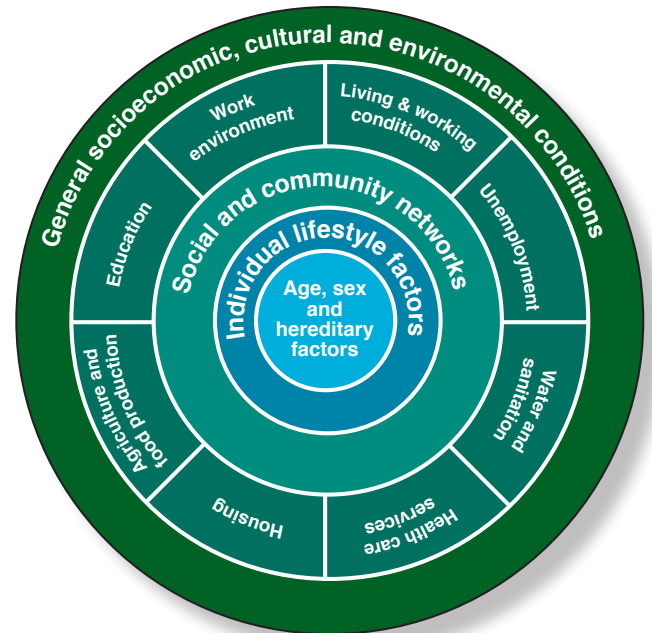 General socioeconomic, cultural and environmental conditions
Work
environment
Living & working
conditions
Education
Unemployment
Social and community networks
Individual lifestyle factors
Age, sex
and
hereditary
factors
Agriculture and
food production
Water and
sanitation
Housing
Health care
services